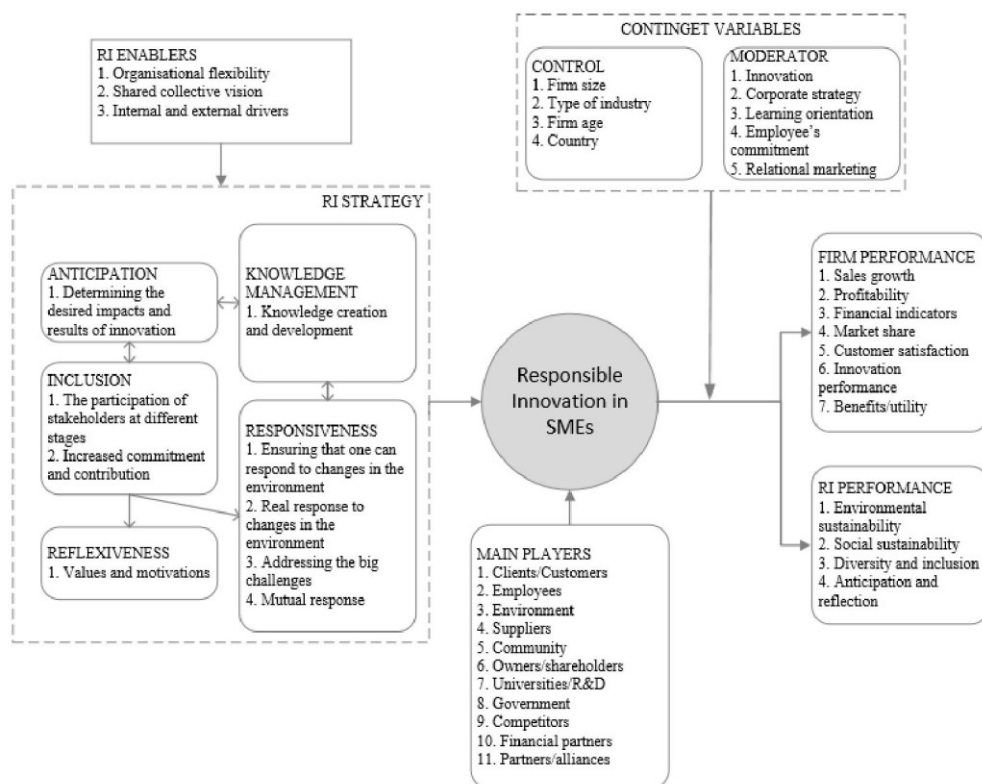 RI ENABLERS
1. Organisational flexibility
2. Shared collective vision
3. Internal and external drivers
CONTINGET VARIABLES
CONTROL
1. Firm size
2. Type of industry
3. Firm age
4. Country
MODERATOR
1. Innovation
2. Corporate strategy
3. Learning orientation
4. Employee's
commitment
5. Relational marketing
RI STRATEGY
ANTICIPATION
1. Determining the
desired impacts and
results of innovation
KNOWLEDGE
MANAGEMENT
1. Knowledge creation
and development
INCLUSION
1. The participation of
stakeholders at different
stages
2. Increased commitment
and contribution
RESPONSIVENESS
1. Ensuring that one can
respond to changes in the
environment
2. Real response to
changes in the
environment
3. Addressing the big
challenges
4. Mutual response
REFLEXIVENESS
1. Values and motivations
Responsible
Innovation in
SMEs
MAIN PLAYERS
1. Clients/Customers
2. Employees
3. Environment
4. Suppliers
5. Community
6. Owners/shareholders
7. Universities/R&D
8. Government
9. Competitors
10. Financial partners
11. Partners/alliances
FIRM PERFORMANCE
1. Sales growth
2. Profitability
3. Financial indicators
4. Market share
5. Customer satisfaction
6. Innovation
performance
7. Benefits/utility
RI PERFORMANCE
1. Environmental
sustainability
2. Social sustainability
3. Diversity and inclusion
4. Anticipation and
reflection